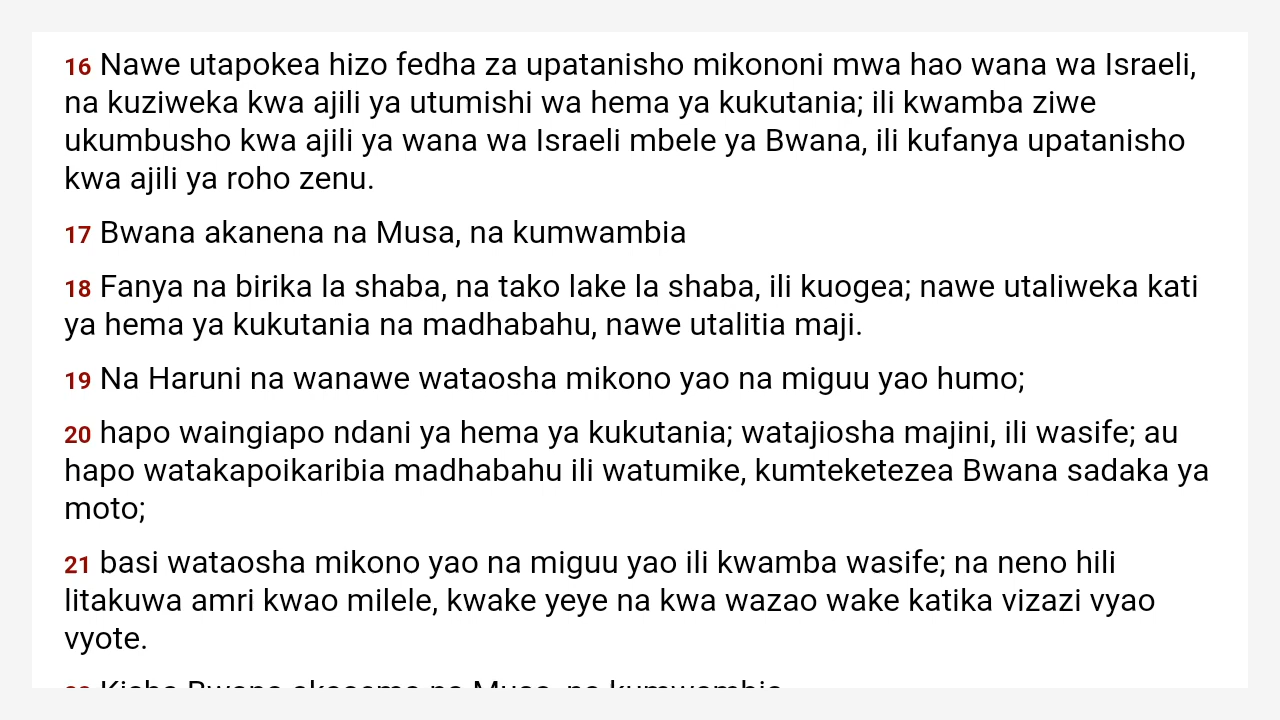 16 Nawe utapokea hizo fedha za upatanisho mikononi mwa hao wana wa Israeli,
na kuziweka kwa ajili ya utumishi wa hema ya kukutania; ili kwamba ziwe
ukumbusho kwa ajili ya wana wa Israeli mbele ya Bwana, ili kufanya upatanisho
kwa ajili ya roho zenu.
17 Bwana akanena na Musa, na kumwambia
18 Fanya na birika la shaba, na tako lake la shaba, ili kuogea; nawe utaliweka kati
ya hema ya kukutania na madhabahu, nawe utalitia maji.
19 Na Haruni na wanawe wataosha mikono yao na miguu yao humo;
20 hapo waingiapo ndani ya hema ya kukutania; watajiosha majini, ili wasife; au
hapo watakapoikaribia madhabahu ili watumike, kumteketezea Bwana sadaka ya
moto;
21 basi wataosha mikono yao na miguu yao ili kwamba wasife; na neno hili
litakuwa amri kwao milele, kwake yeye na kwa wazao wake katika vizazi vyao
vyote.